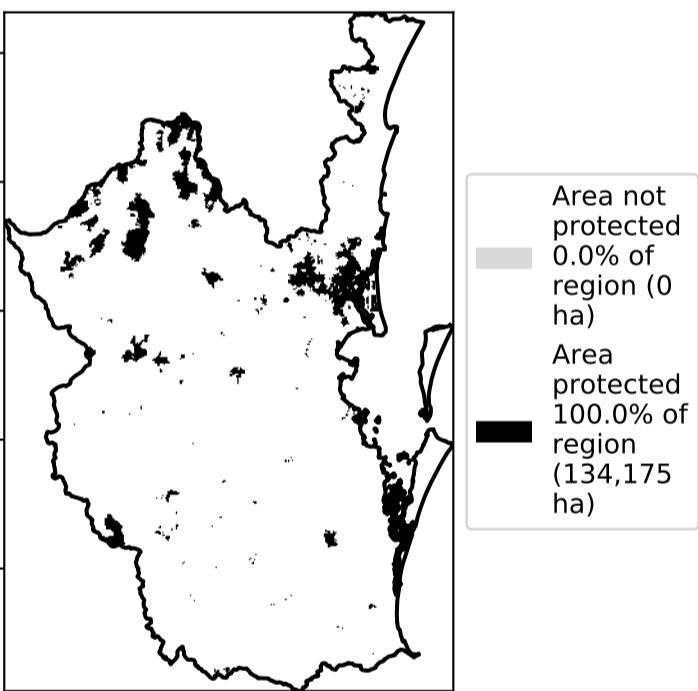 Area not
protected
0.0% of
region (0
ha)
Area
protected
100.0% of
region
(134,175
ha)